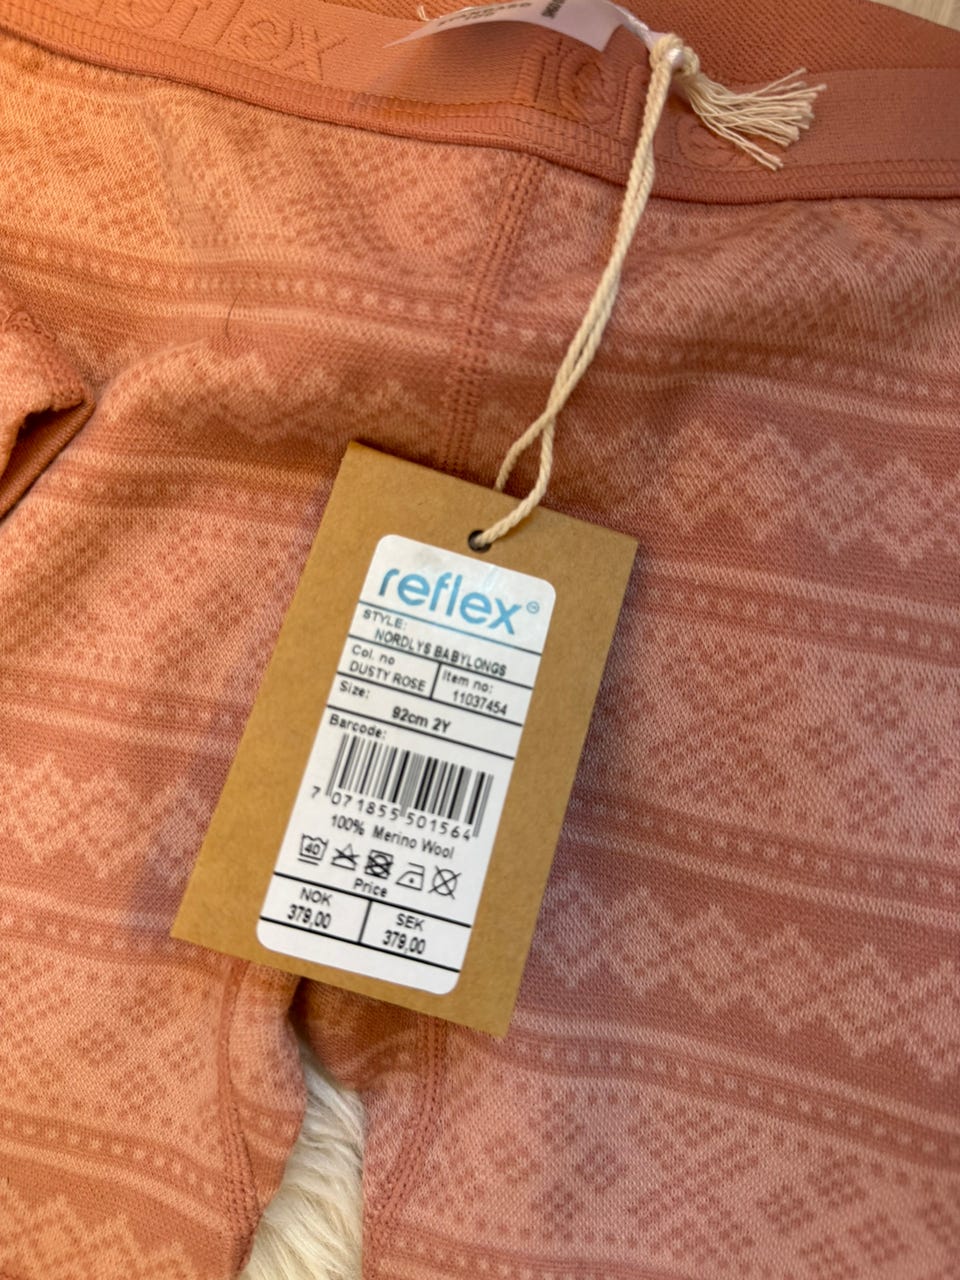 reflex
reflex
STYLE:
NORDLYS BABYLONGS
Col. no
DUSTY ROSE
Item no:
11037454
Size:
92cm 2Y
Barcode:
7 071855 501564
100% Merino Wool
40
Price
NOK
379,00
SEK
379,00